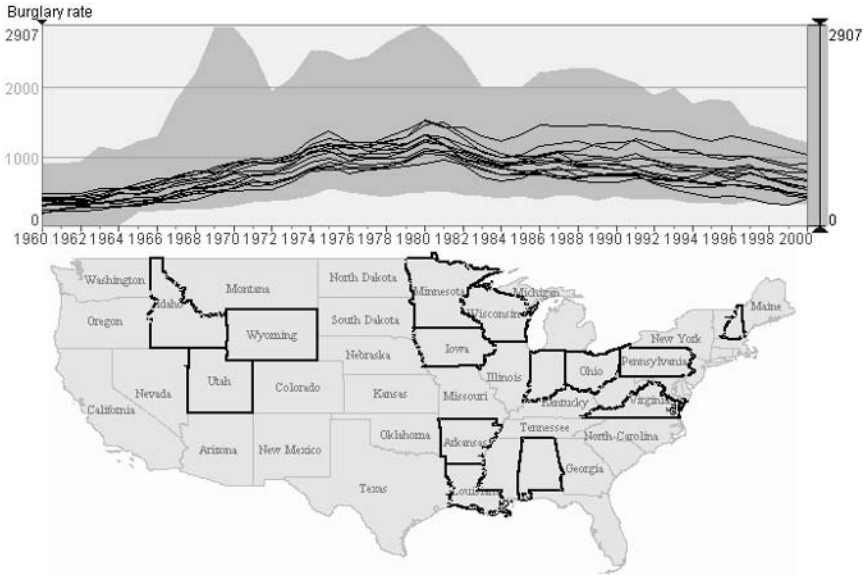 Burglary rate
2907 2907
2000
1000
0 0
1960 1962 1964 1966 1968 1970 1972 1974 1976 1978 1980 1982 1984 1986 1988 1990 1992 1994 1996 1998 2000
Washington Montana North Dakota Minnesota Michigan Maine
Idaho
Oregon Wyoming South Dakota Wisconsin New York
Nebraska Iowa
Nevada Utah Colorado Kansas Missouri Illinois Ohio Pennsylvania
California Kentucky Virginia
Arizona New Mexico Oklahoma Arkansas Tennessee North-Carolina
Texas Georgia